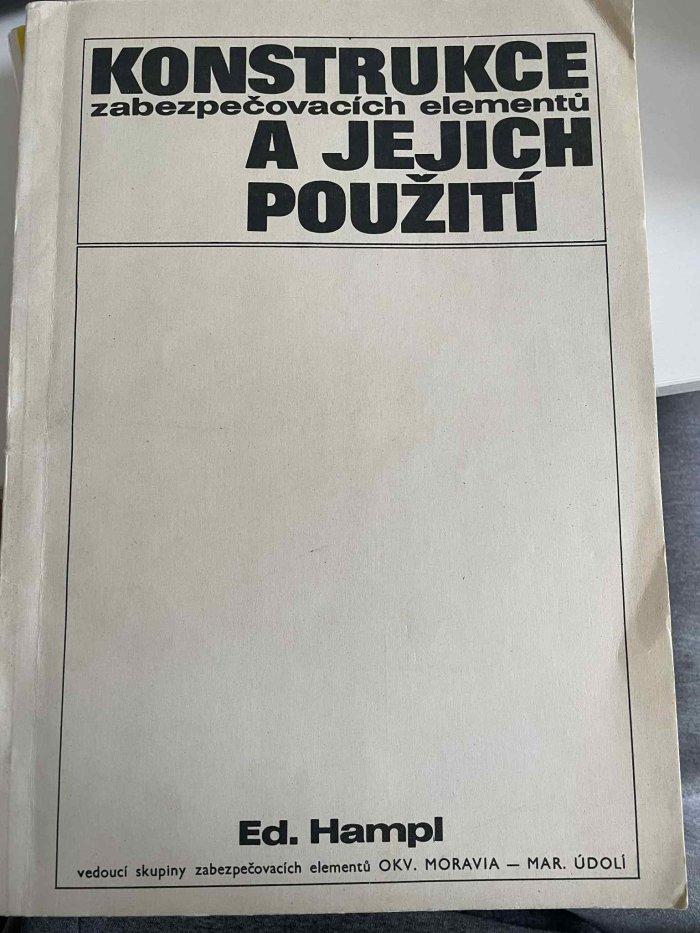 KONSTRUKCE
zabezpečovacích elementů
A JEJICH
POUŽITÍ
Ed. Hampl
vedoucí skupiny zabezpečovacích elementů OKV. MORAVIA — MAR. ÚDOLÍ